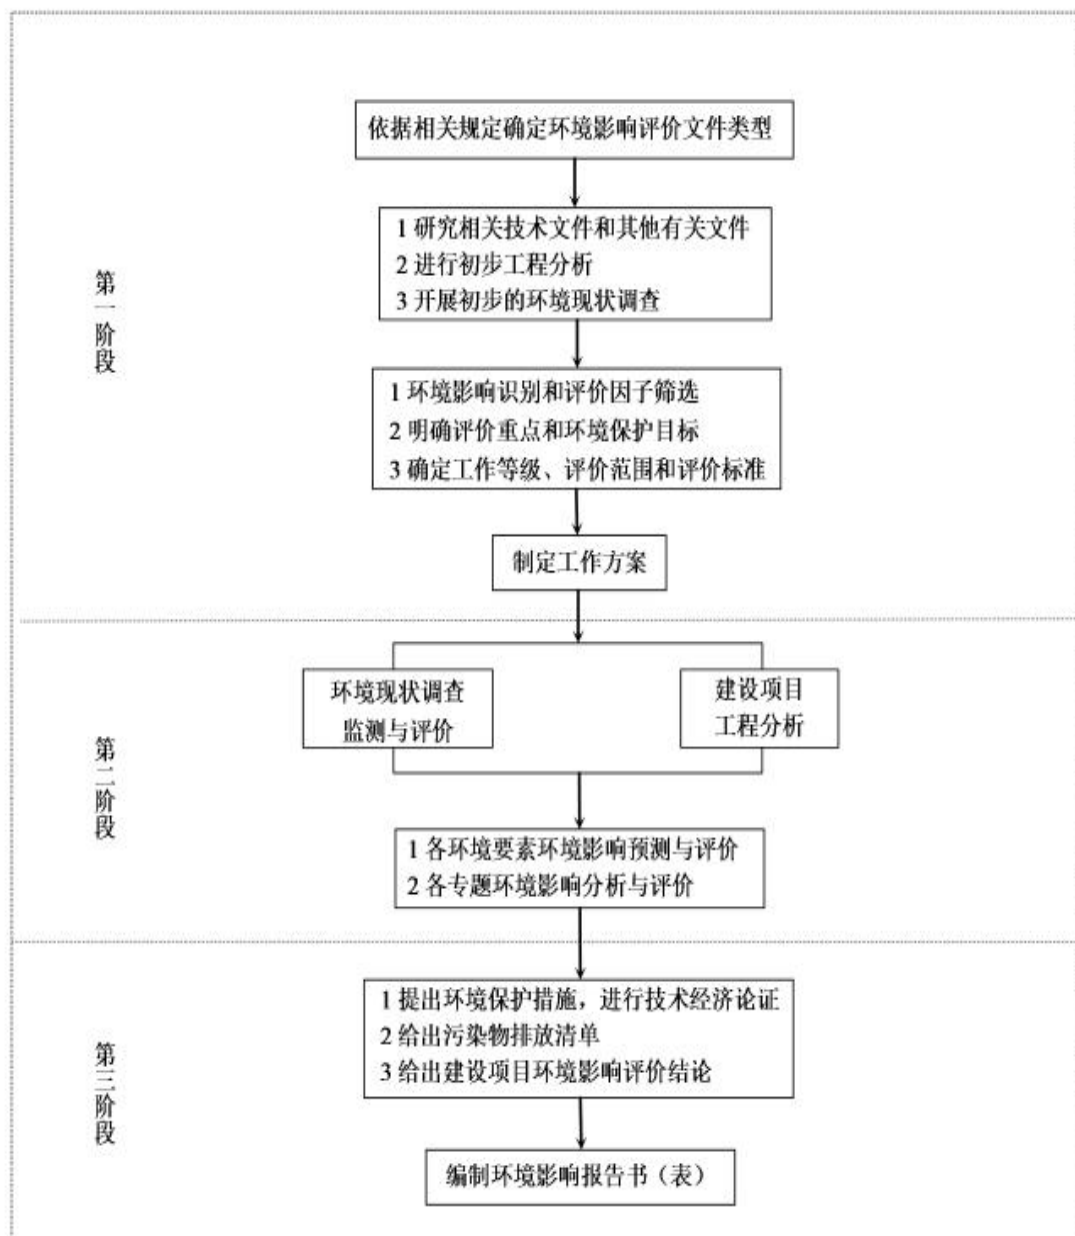 依据相关规定确定环境影响评价文件类型
1 研究相关技术文件和其他有关文件
2 进行初步工程分析
3 开展初步的环境现状调查
第一阶段
1 环境影响识别和评价因子筛选
2 明确评价重点和环境保护目标
3 确定工作等级、评价范围和评价标准
制定工作方案
环境现状调查
监测与评价
建设项目
工程分析
第二阶段
1 各环境要素环境影响预测与评价
2 各专题环境影响分析与评价
1 提出环境保护措施，进行技术经济论证
2 给出污染物排放清单
3 给出建设项目环境影响评价结论
第三阶段
编制环境影响报告书（表）